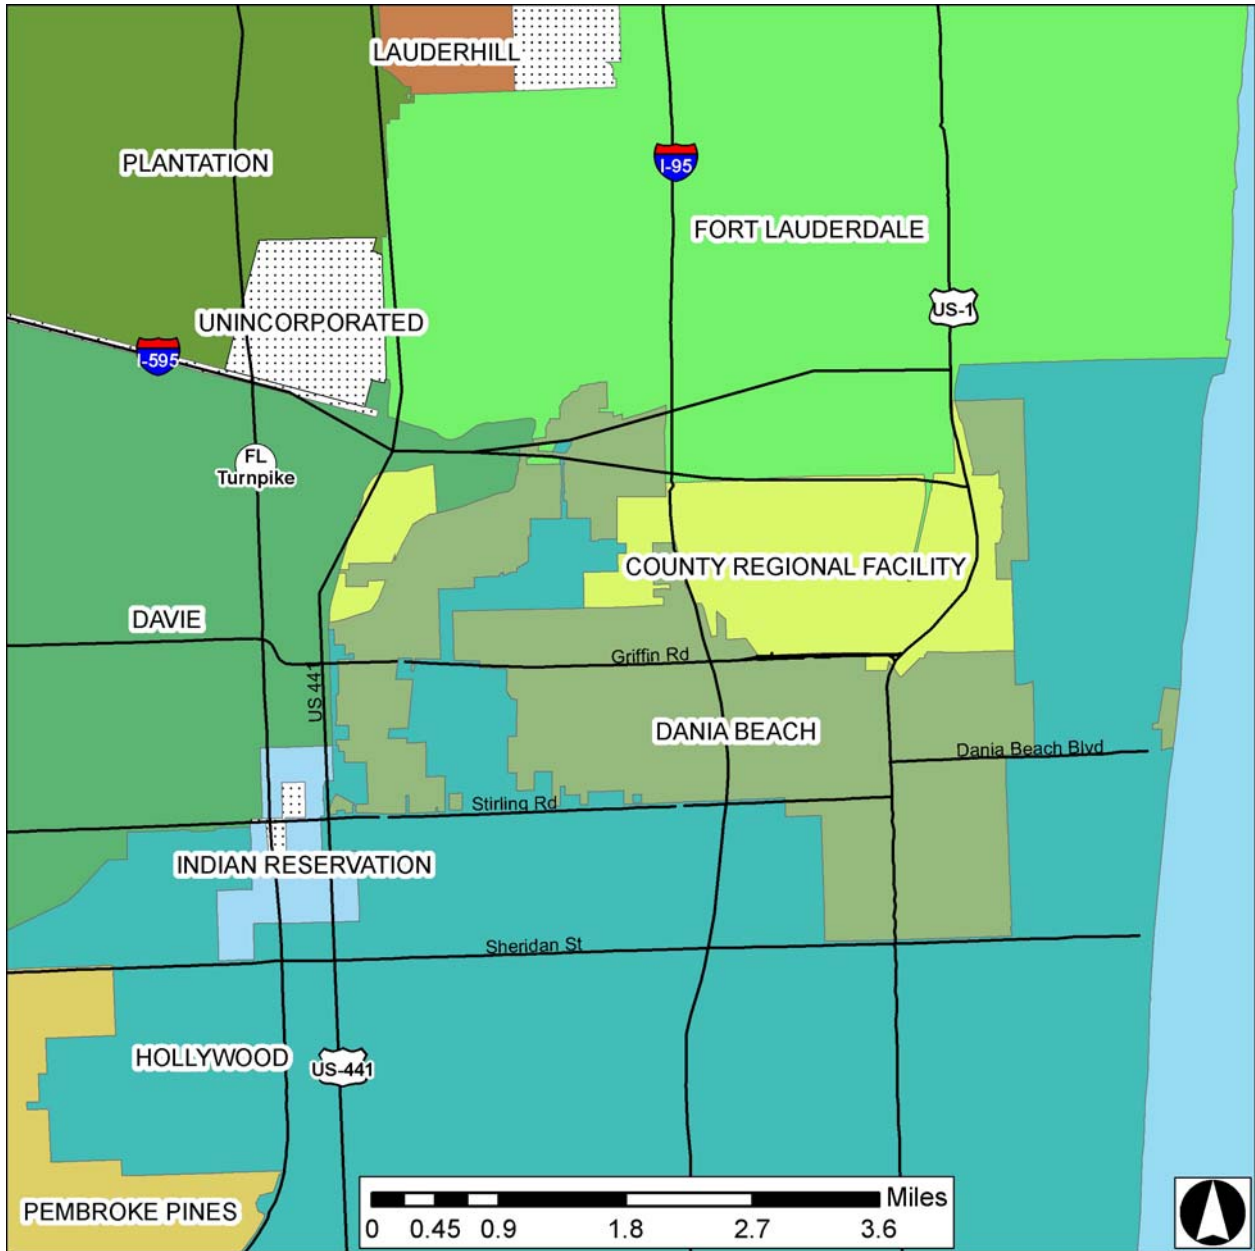 LAUDERHILL
PLANTATION
I-95
FORT LAUDERDALE
US-1
UNINCORPORATED
I-595
FL
Turnpike
COUNTY REGIONAL FACILITY
DAVIE
Griffin Rd
US 441
DANIA BEACH
Dania Beach Blvd
Stirling Rd
INDIAN RESERVATION
Sheridan St
HOLLYWOOD
US-441
PEMBROKE PINES
Miles
0 0.45 0.9 1.8 2.7 3.6